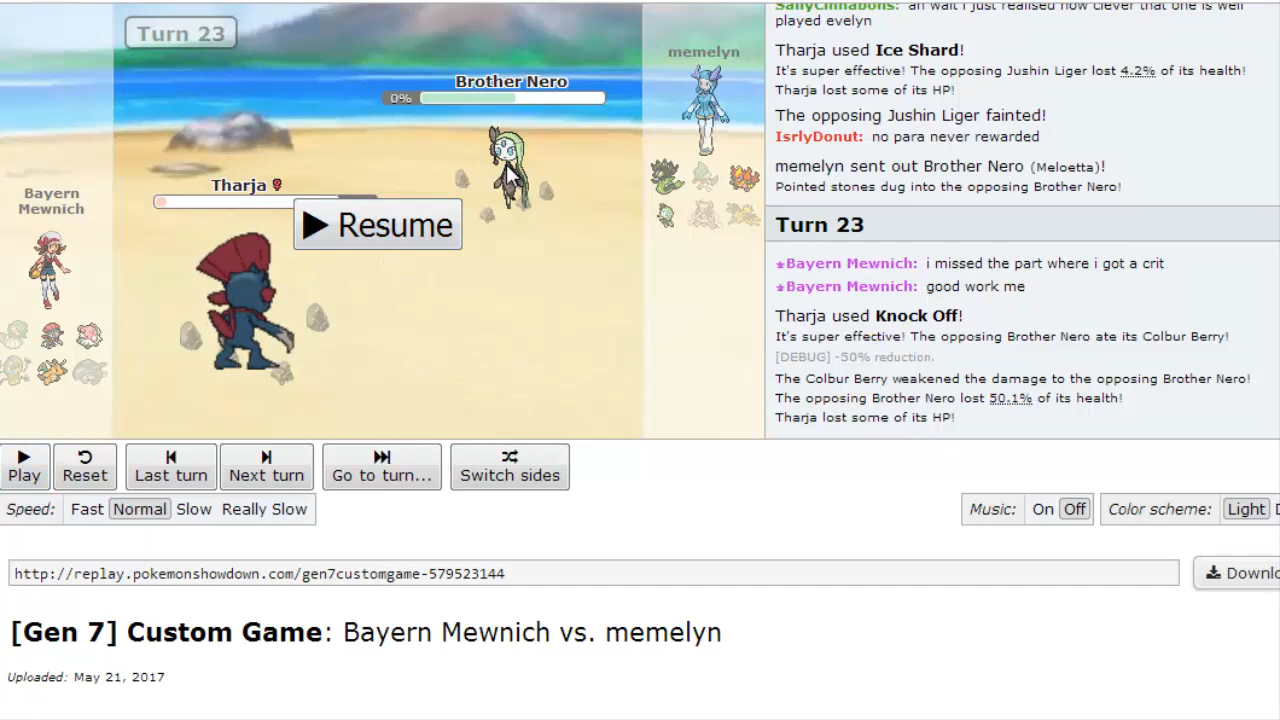 Turn 23
memelyn
Brother Nero
0%
Bayern
Mewnich
Tharja
Resume
SallyCinnabons: ah wait i just realised how clever that one is well
played evelyn
Tharja used Ice Shard!
It's super effective! The opposing Jushin Liger lost 4.2% of its health!
Tharja lost some of its HP!
The opposing Jushin Liger fainted!
IsrlyDonut: no para never rewarded
memelyn sent out Brother Nero (Meloetta)!
Pointed stones dug into the opposing Brother Nero!
Turn 23
☆Bayern Mewnich: i missed the part where i got a crit
☆Bayern Mewnich: good work me
Tharja used Knock Off!
It's super effective! The opposing Brother Nero ate its Colbur Berry!
[DEBUG] -50% reduction.
The Colbur Berry weakened the damage to the opposing Brother Nero!
The opposing Brother Nero lost 50.1% of its health!
Tharja lost some of its HP!
Play
Reset
Last turn
Next turn
Go to turn...
Switch sides
Speed: Fast Normal Slow Really Slow
Music: On Off
Color scheme: Light D
http://replay.pokemonshowdown.com/gen7customgame-579523144
Downlo
[Gen 7] Custom Game: Bayern Mewnich vs. memelyn
Uploaded: May 21, 2017